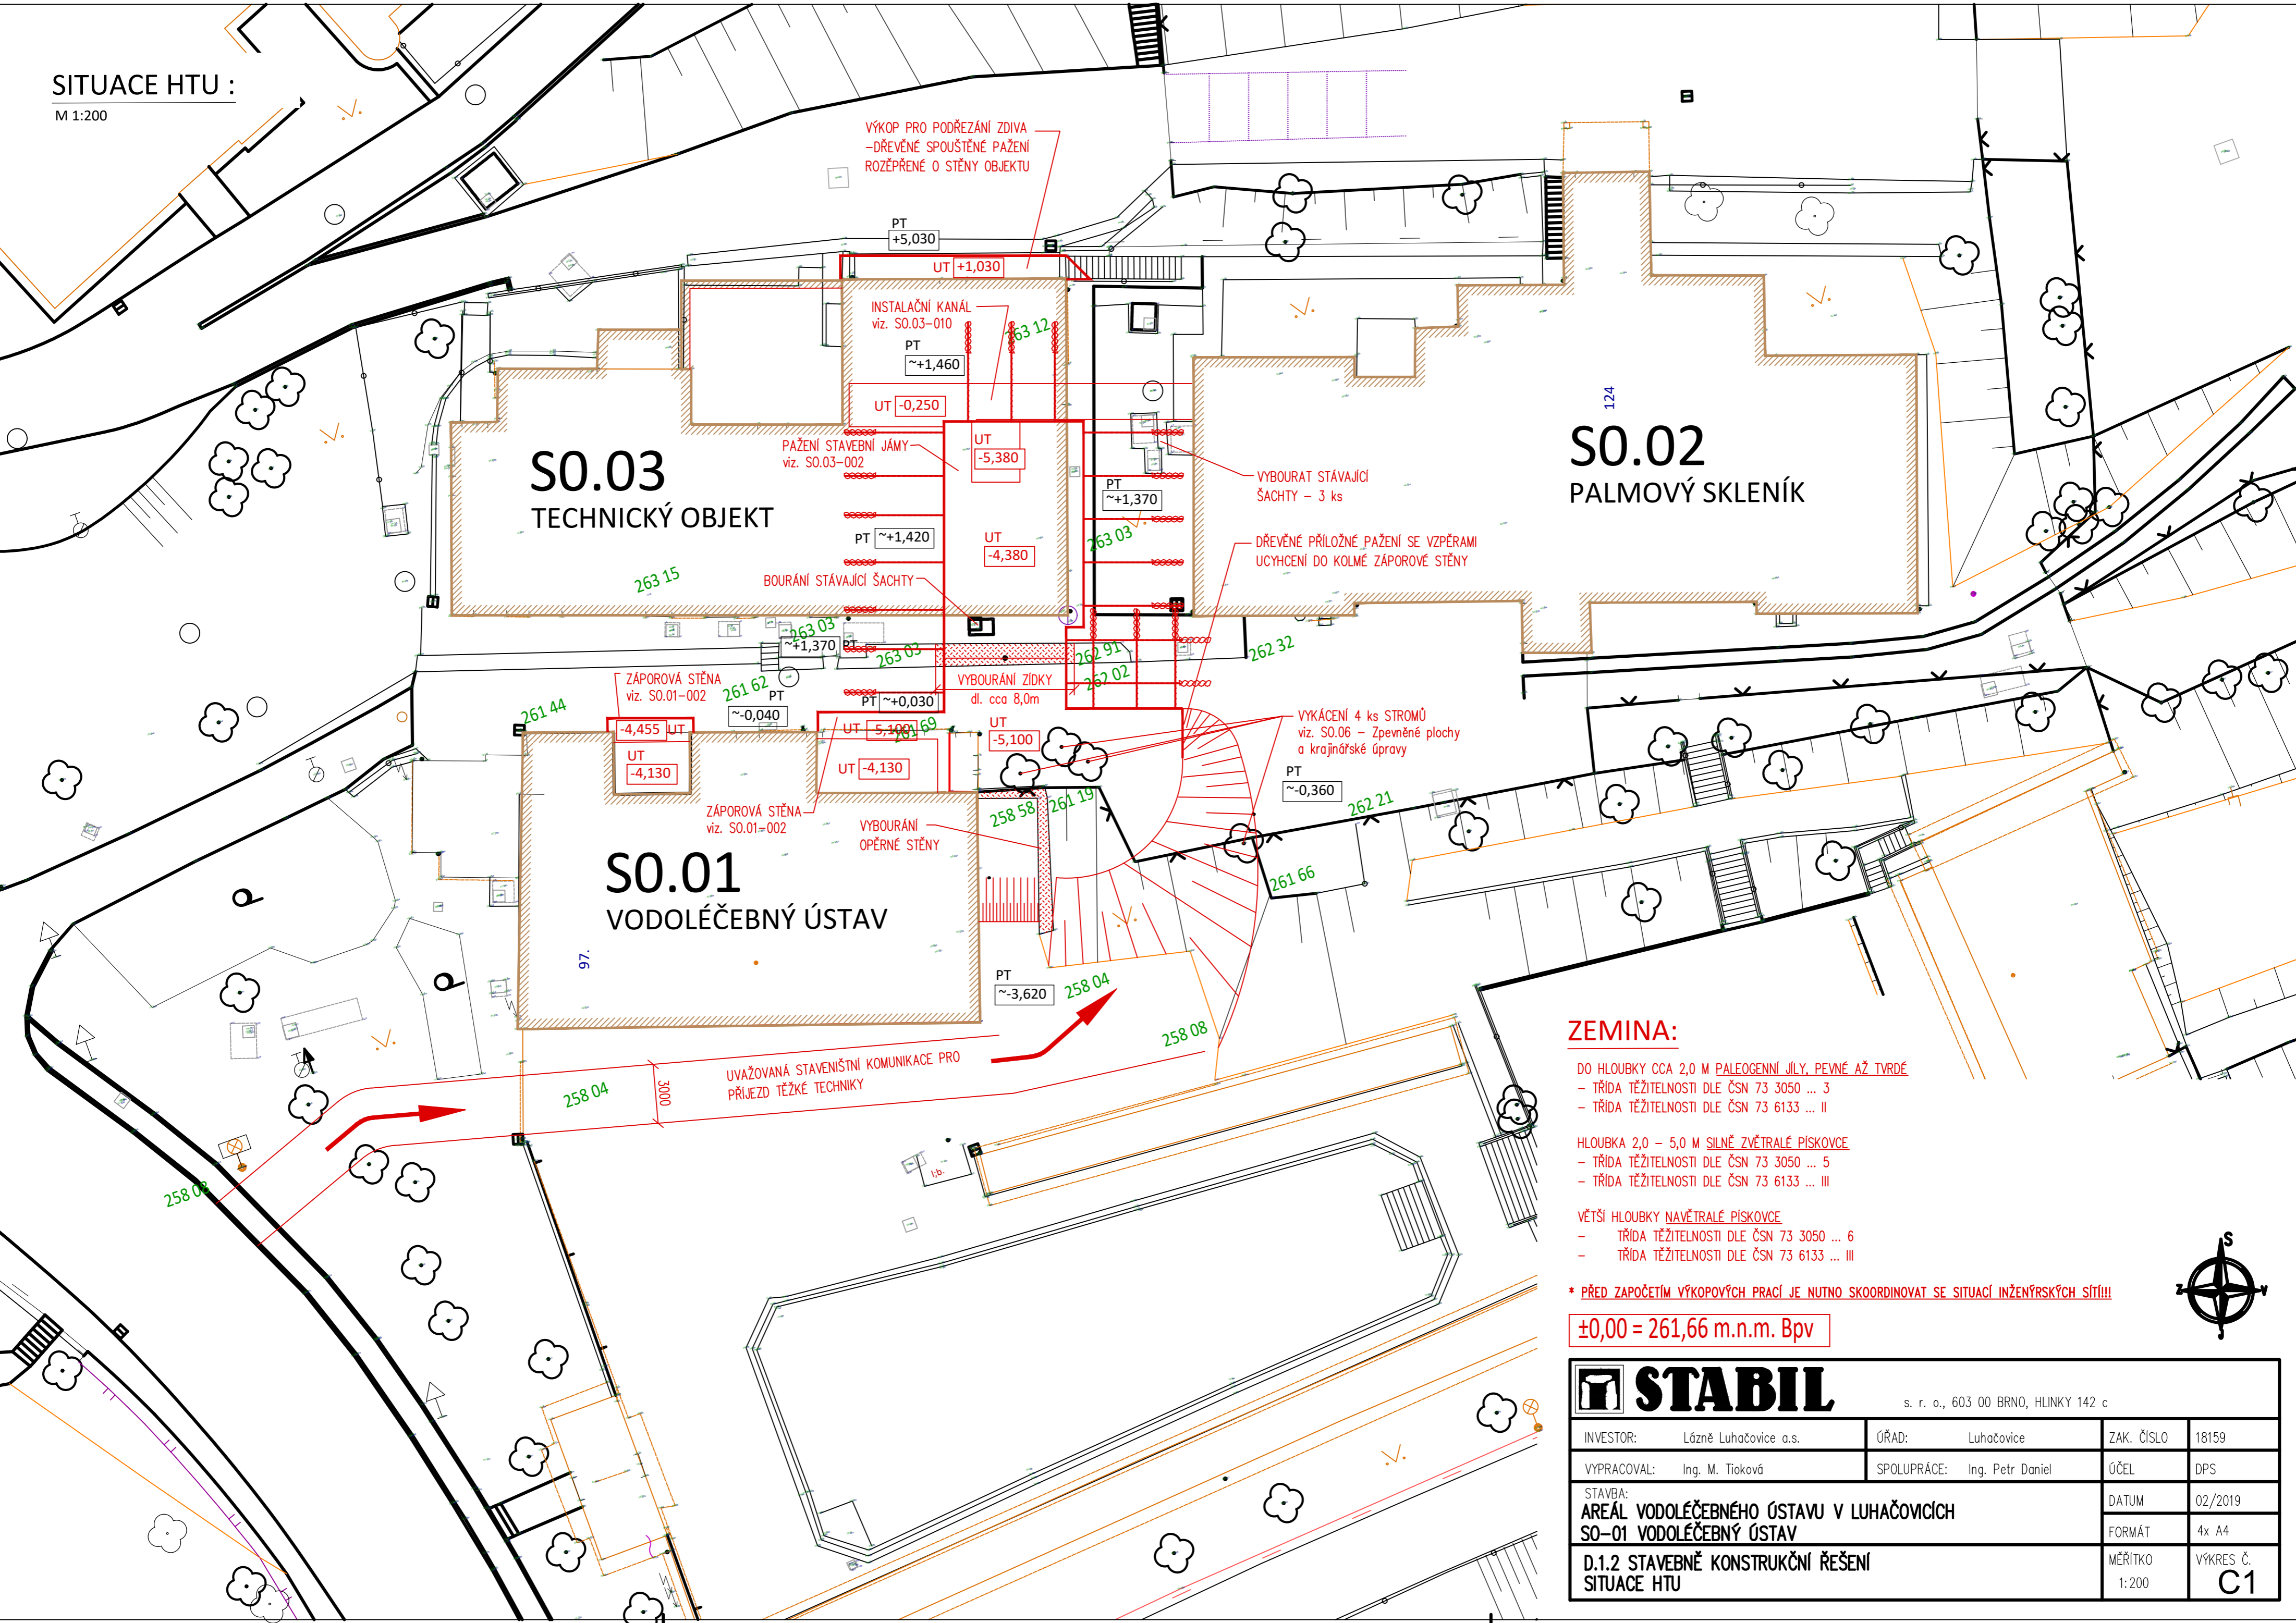 SITUACE HTU :
M 1:200
VÝKOP PRO PODŘEZÁNÍ ZDIVA
-DŘEVĚNÉ SPOUŠTĚNÉ PAŽENÍ
ROZĚPŘENÉ O STĚNY OBJEKTU
PT
+5,030
UT +1,030
INSTALAČNÍ KANÁL
viz. SO.03-010
263 12
PT
~+1,460
UT -0,250
UT
-5,380
PAŽENÍ STAVEBNÍ JÁMY
viz. SO.03-002
S0.03
TECHNICKÝ OBJEKT
124
S0.02
PALMOVÝ SKLENÍK
VYBOURAT STÁVAJÍCÍ
ŠACHTY – 3 ks
PT
~+1,370
PT ~+1,420
UT
-4,380
263 03
DŘEVĚNÉ PŘÍLOŽNÉ PAŽENÍ SE VZPĚRAMI
UCYHCENÍ DO KOLMÉ ZÁPOROVÉ STĚNY
263 15
BOURÁNÍ STÁVAJÍCÍ ŠACHTY
263 03
~+1,370 PT
263 03
262 91
262 32
262 02
ZÁPOROVÁ STĚNA
viz. SO.01-002
261 62
VYBOURÁNÍ ZÍDKY
dl. cca 8,0m
261 44
PT
~-0,040
PT ~+0,030
-4,455 UT
UT -5,100
261 69
UT
-5,100
VYKÁCENÍ 4 ks STROMŮ
viz. SO.06 – Zpevněné plochy
a krajinářské úpravy
UT
-4,130
UT -4,130
PT
~-0,360
262 21
ZÁPOROVÁ STĚNA
viz. SO.01-002
258 58
261 19
VYBOURÁNÍ
OPĚRNÉ STĚNY
S0.01
VODOLÉČEBNÝ ÚSTAV
261 66
97.
PT
~-3,620
258 04
258 08
UVAŽOVANÁ STAVENIŠTNÍ KOMUNIKACE PRO
PŘÍJEZD TĚŽKÉ TECHNIKY
3000
258 04
258 08
l;b.
ZEMINA:
DO HLOUBKY CCA 2,0 M PALEOGENNÍ JÍLY, PEVNÉ AŽ TVRDÉ
– TŘÍDA TĚŽITELNOSTI DLE ČSN 73 3050 ... 3
– TŘÍDA TĚŽITELNOSTI DLE ČSN 73 6133 ... II
HLOUBKA 2,0 – 5,0 M SILNĚ ZVĚTRALÉ PÍSKOVCE
– TŘÍDA TĚŽITELNOSTI DLE ČSN 73 3050 ... 5
– TŘÍDA TĚŽITELNOSTI DLE ČSN 73 6133 ... III
VĚTŠÍ HLOUBKY NAVĚTRALÉ PÍSKOVCE
– TŘÍDA TĚŽITELNOSTI DLE ČSN 73 3050 ... 6
– TŘÍDA TĚŽITELNOSTI DLE ČSN 73 6133 ... III
* PŘED ZAPOČETÍM VÝKOPOVÝCH PRACÍ JE NUTNO SKOORDINOVAT SE SITUACÍ INŽENÝRSKÝCH SÍTÍ!!!
±0,00 = 261,66 m.n.m. Bpv
S
Z V
J
STABIL s. r. o., 603 00 BRNO, HLINKY 142 c
INVESTOR: Lázně Luhačovice a.s. ÚŘAD: Luhačovice ZAK. ČÍSLO 18159
VYPRACOVAL: Ing. M. Tioková SPOLUPRÁCE: Ing. Petr Daniel ÚČEL DPS
STAVBA:
AREÁL VODOLÉČEBNÉHO ÚSTAVU V LUHAČOVICÍCH
SO-01 VODOLÉČEBNÝ ÚSTAV
DATUM 02/2019
FORMÁT 4x A4
D.1.2 STAVEBNĚ KONSTRUKČNÍ ŘEŠENÍ
SITUACE HTU
MĚŘÍTKO
1:200
VÝKRES Č.
C1